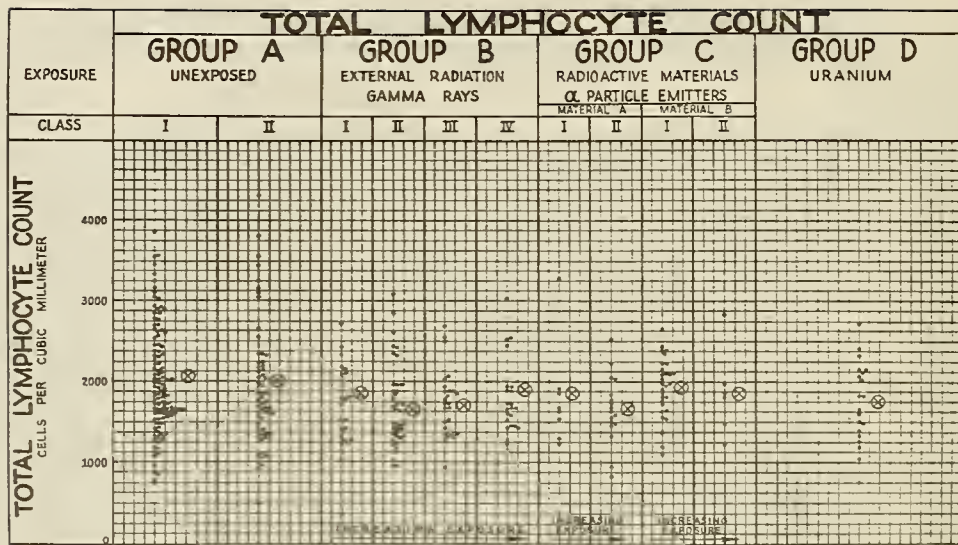 TOTAL LYMPHOCYTE COUNT
EXPOSURE
GROUP A
UNEXPOSED
GROUP B
EXTERNAL RADIATION
GAMMA RAYS
GROUP C
RADIOACTIVE MATERIALS
α PARTICLE EMITTERS
MATERIAL A
MATERIAL B
GROUP D
URANIUM
CLASS
I
II
I
II
III
IV
I
II
I
II
TOTAL LYMPHOCYTE COUNT
CELLS PER CUBIC MILLIMETER
4000
3000
2000
1000
0
INCREASING EXPOSURE
INCREASING
EXPOSURE
INCREASING
EXPOSURE